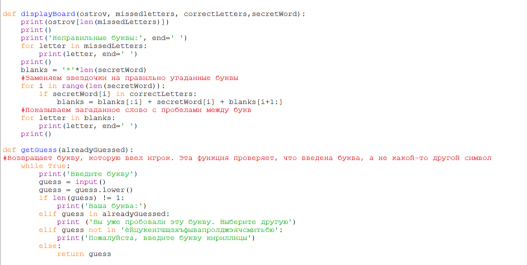 def displayBoard(ostrov, missedletters, correctLetters,secretWord):
print(ostrov[len(missedLetters)])
print()
print('Неправильные буквы:', end=' ')
for letter in missedLetters:
print(letter, end=' ')
print()
blanks = '*'*len(secretWord)
#Заменяем звездочки на правильно угаданные буквы
for i in range(len(secretWord)):
if secretWord[i] in correctLetters:
blanks = blanks[:i] + secretWord[i] + blanks[i+1:]
#Показываем загаданное слово с пробелами между букв
for letter in blanks:
print(letter, end=' ')
print()
def getGuess(alreadyGuessed):
#Возвращает букву, которую ввел игрок. Эта функция проверяет, что введена буква, а не какой-то другой символ
while True:
print('Введите букву')
guess = input()
guess = guess.lower()
if len(guess) != 1:
print('Ваша буква:')
elif guess in alreadyGuessed:
print ('Вы уже пробовали эту букву. Выберите другую')
elif guess not in 'ёйцукенгшщзхъфывапролджэячсмитьбю':
print('Пожалуйста, введите букву кириллицы')
else:
return guess